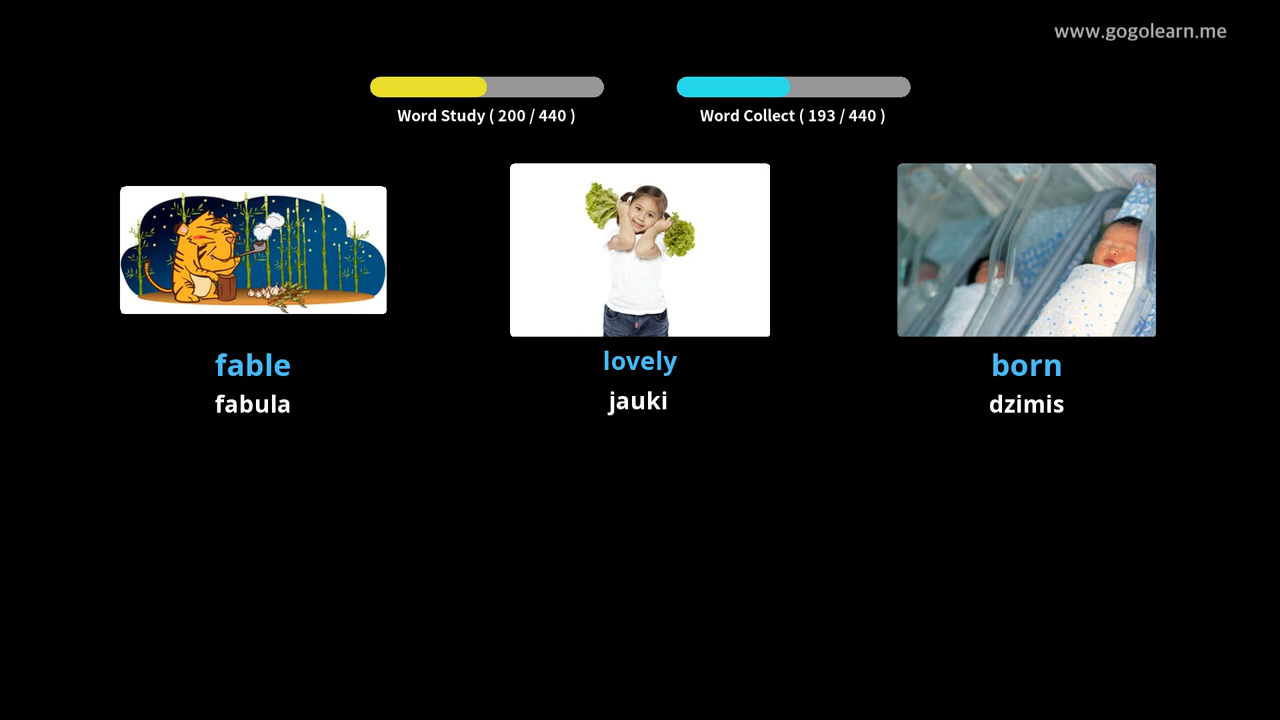 www.gogolearn.me
Word Study ( 200 / 440 )
Word Collect ( 193 / 440 )
fable
fabula
lovely
jauki
born
dzimis